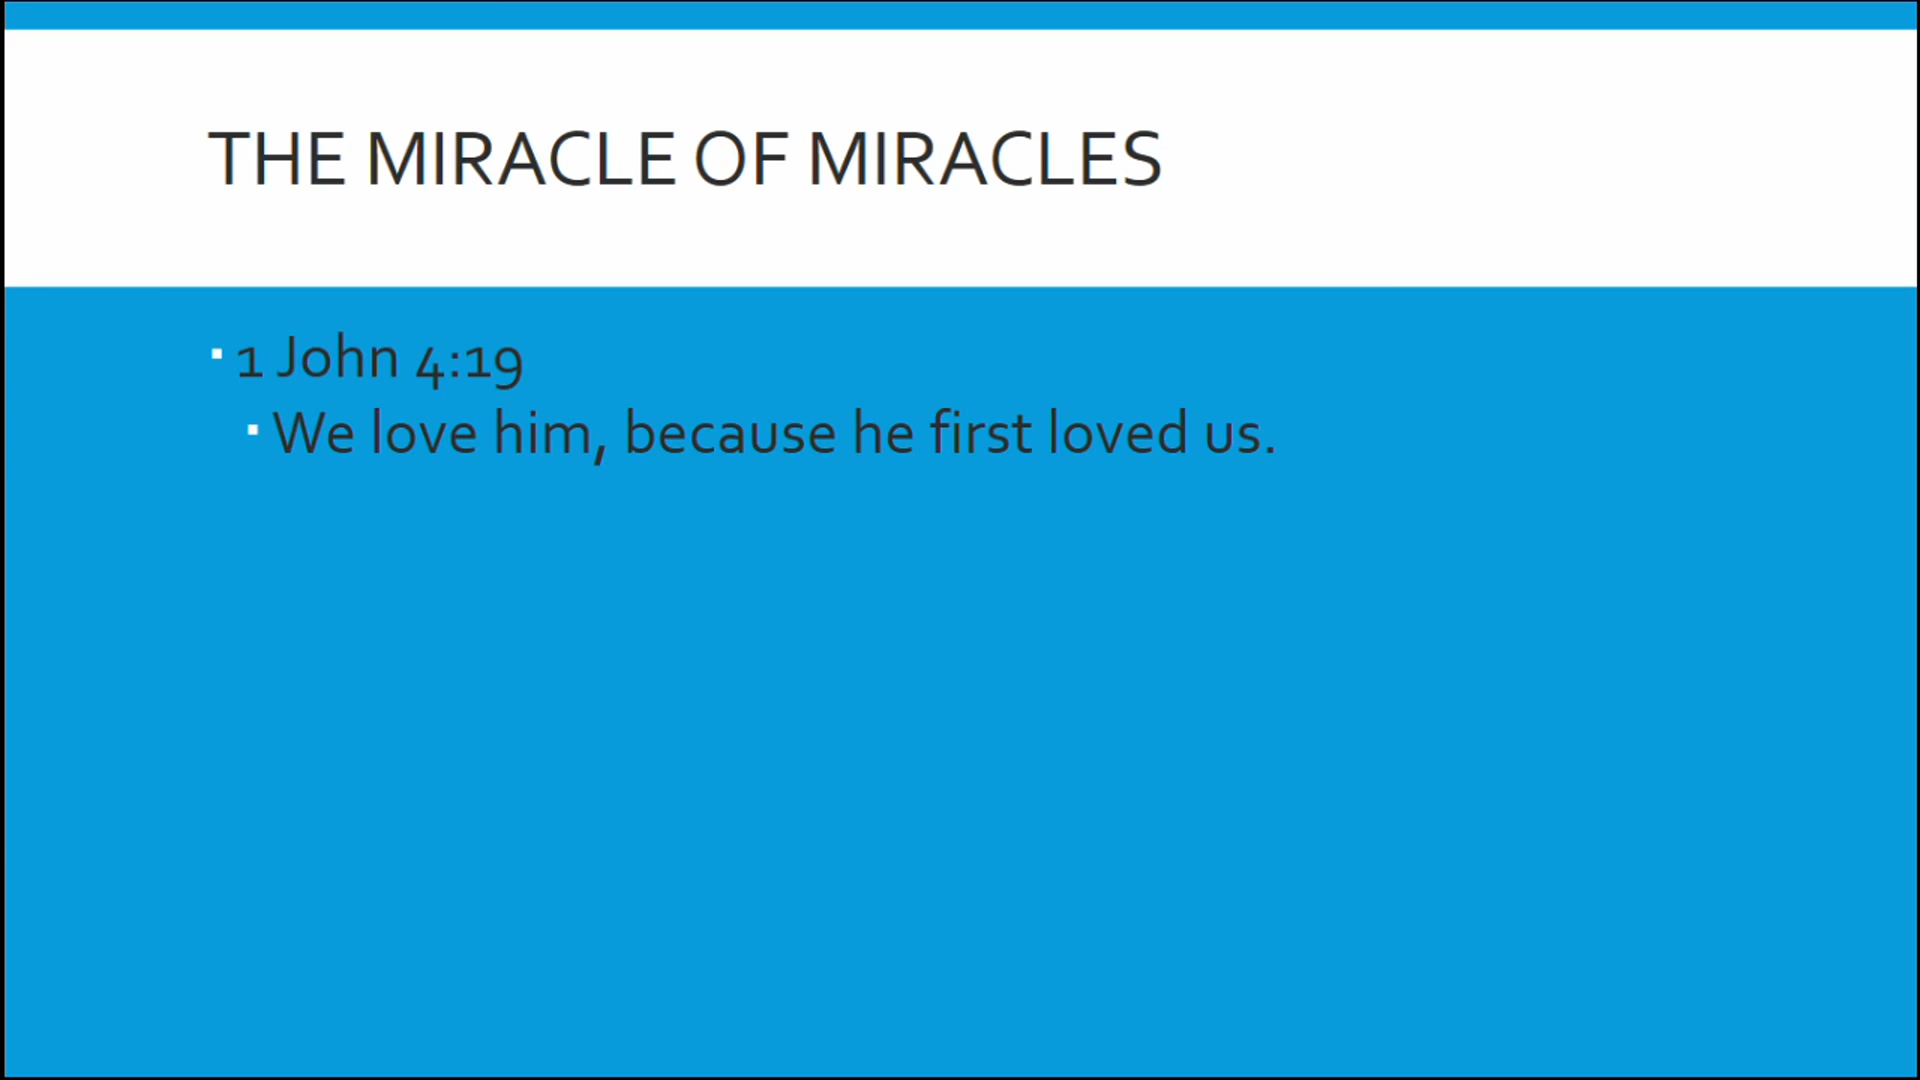 THE MIRACLE OF MIRACLES
1 John 4:19
We love him, because he first loved us.